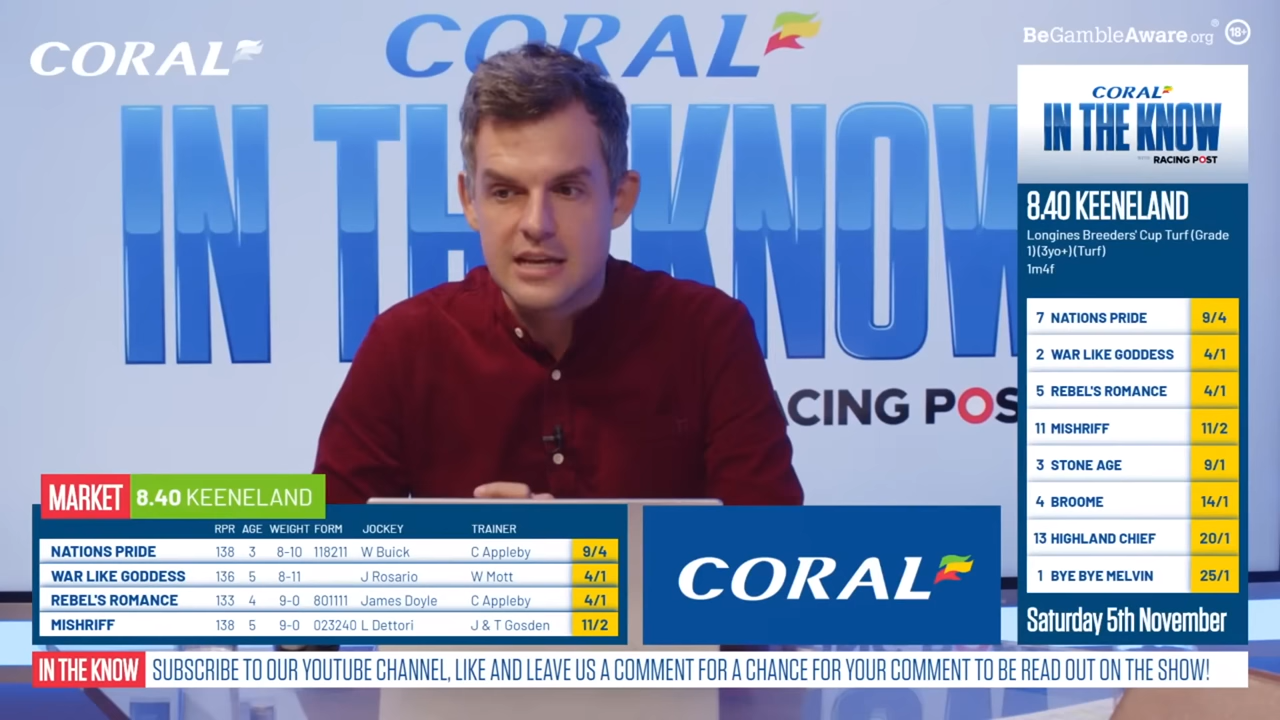 CORAL
CORAL
BeGambleAware.org® 18+
IN THE KNOW
ACING POS
CORAL
IN THE KNOW
WITH RACING POST
8.40 KEENELAND
Longines Breeders' Cup Turf (Grade
1)(3yo+)(Turf)
1m4f
7 NATIONS PRIDE 9/4
2 WAR LIKE GODDESS 4/1
5 REBEL'S ROMANCE 4/1
11 MISHRIFF 11/2
3 STONE AGE 9/1
4 BROOME 14/1
13 HIGHLAND CHIEF 20/1
1 BYE BYE MELVIN 25/1
Saturday 5th November
MARKET 8.40 KEENELAND
RPR AGE WEIGHT FORM JOCKEY TRAINER
NATIONS PRIDE 138 3 8-10 118211 W Buick C Appleby 9/4
WAR LIKE GODDESS 136 5 8-11 J Rosario W Mott 4/1
REBEL'S ROMANCE 133 4 9-0 801111 James Doyle C Appleby 4/1
MISHRIFF 138 5 9-0 023240 L Dettori J & T Gosden 11/2
CORAL
IN THE KNOW SUBSCRIBE TO OUR YOUTUBE CHANNEL, LIKE AND LEAVE US A COMMENT FOR A CHANCE FOR YOUR COMMENT TO BE READ OUT ON THE SHOW!